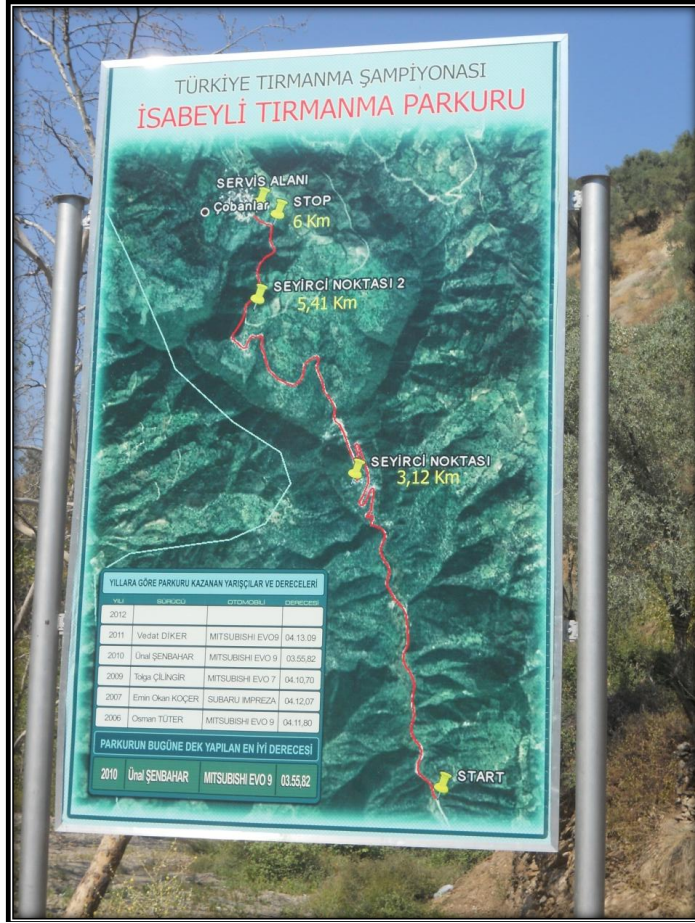 TÜRKİYE TIRMANMA ŞAMPİYONASI
İSABEYLİ TIRMANMA PARKURU
SERVİS ALANI
Çobanlar
STOP
6 Km
SEYİRCİ NOKTASI 2
5,41 Km
SEYİRCİ NOKTASI
3,12 Km
START
YILLARA GÖRE PARKURU KAZANAN YARIŞÇILAR VE DERECELERİ
YILI SÜRÜCÜ OTOMOBİLİ DERECESİ
2012
2011 Vedat DİKER MITSUBISHI EVO9 04.13.09
2010 Ünal ŞENBAHAR MITSUBISHI EVO 9 03.55,82
2009 Tolga ÇİLİNGİR MITSUBISHI EVO 7 04.10,70
2007 Emin Okan KOÇER SUBARU IMPREZA 04.12,07
2006 Osman TÜTER MITSUBISHI EVO 9 04.11,80
PARKURUN BUGÜNE DEK YAPILAN EN İYİ DERECESİ
2010 Ünal ŞENBAHAR MITSUBISHI EVO 9 03.55,82